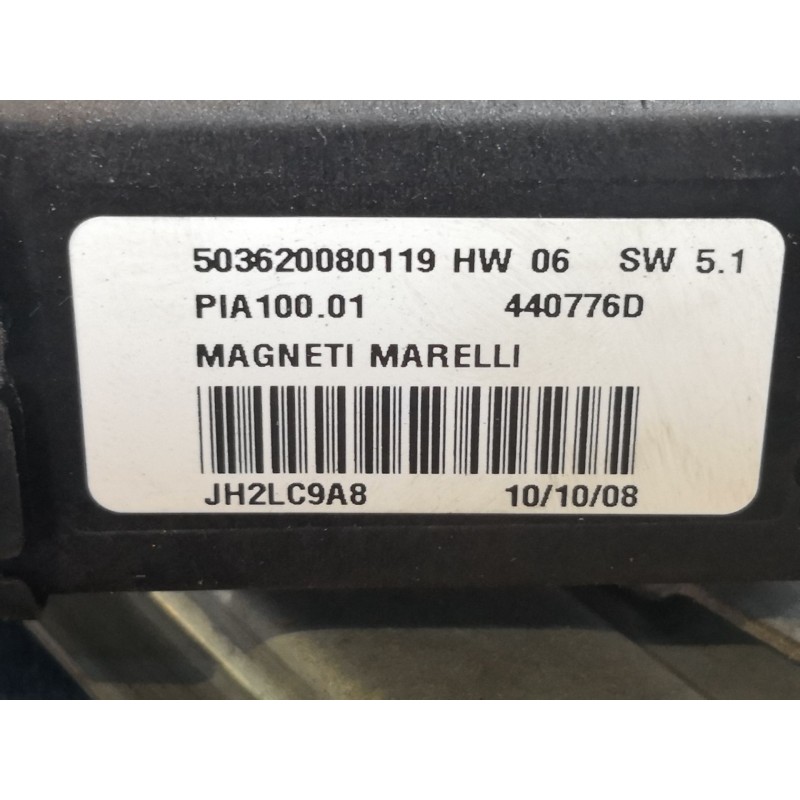 503620080119 HW 06 SW 5.1
PIA100.01 440776D
MAGNETI MARELLI
JH2LC9A8 10/10/08